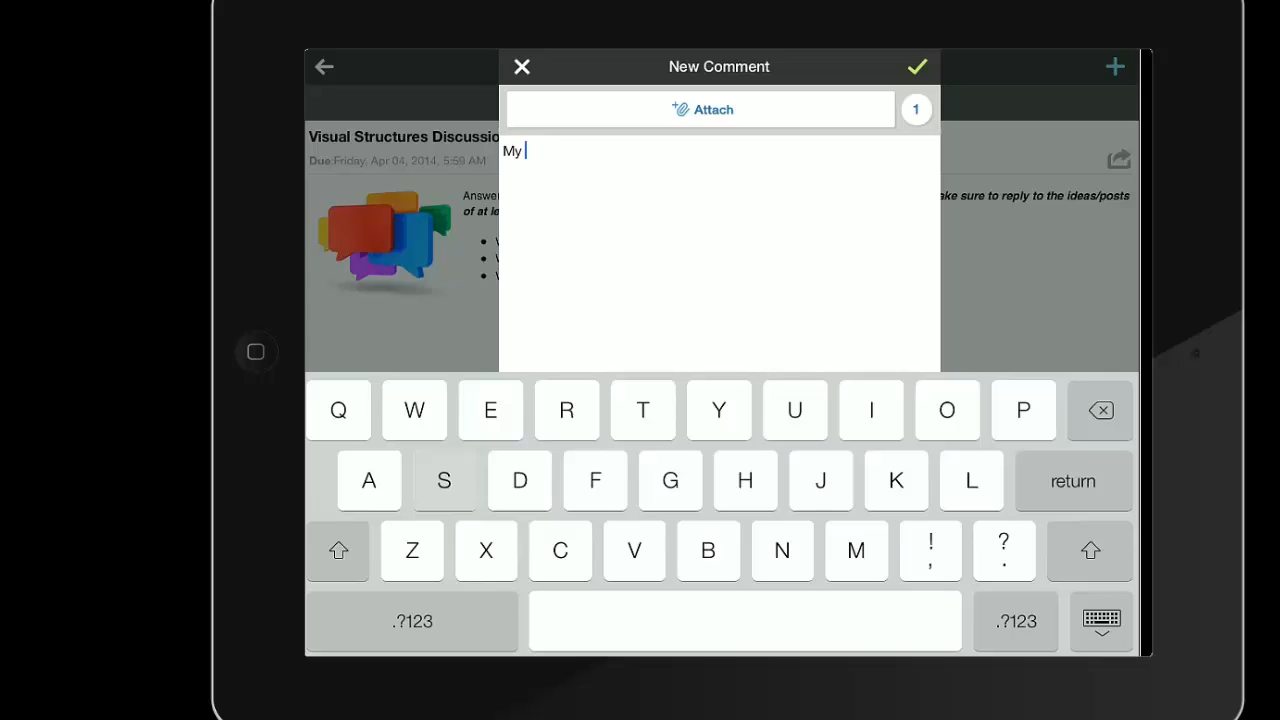 New Comment
Attach
1
My
Visual Structures Discussio
Due:Friday, Apr 04, 2014, 5:59 AM
Answe
ake sure to reply to the ideas/posts
of at le
Q W E R T Y U I O P
A S D F G H J K L return
Z X C V B N M ! , ? .
.?123 .?123